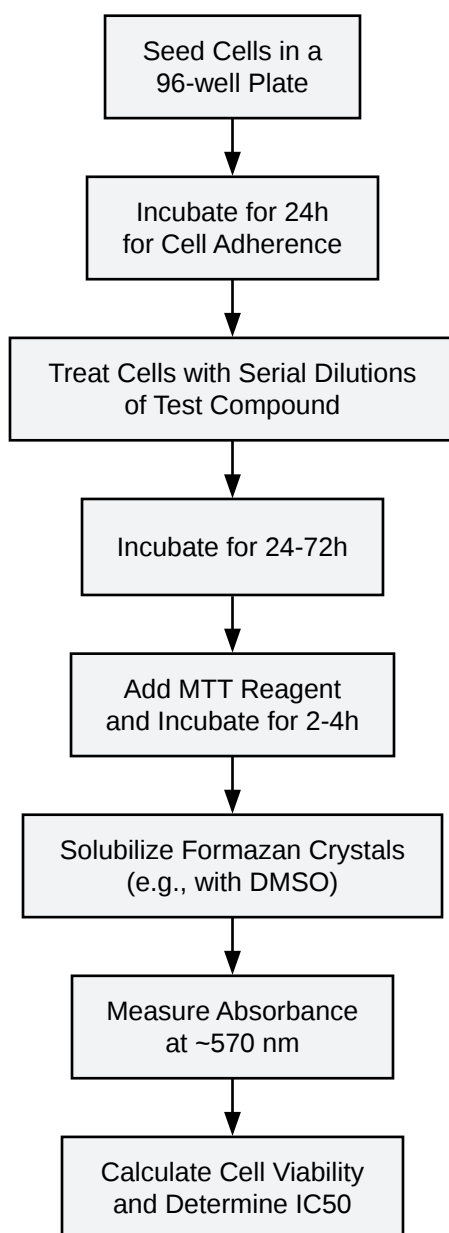 Seed Cells in a
96-well Plate
Incubate for 24h
for Cell Adherence
Treat Cells with Serial Dilutions
of Test Compound
Incubate for 24-72h
Add MTT Reagent
and Incubate for 2-4h
Solubilize Formazan Crystals
(e.g., with DMSO)
Measure Absorbance
at ~570 nm
Calculate Cell Viability
and Determine IC50